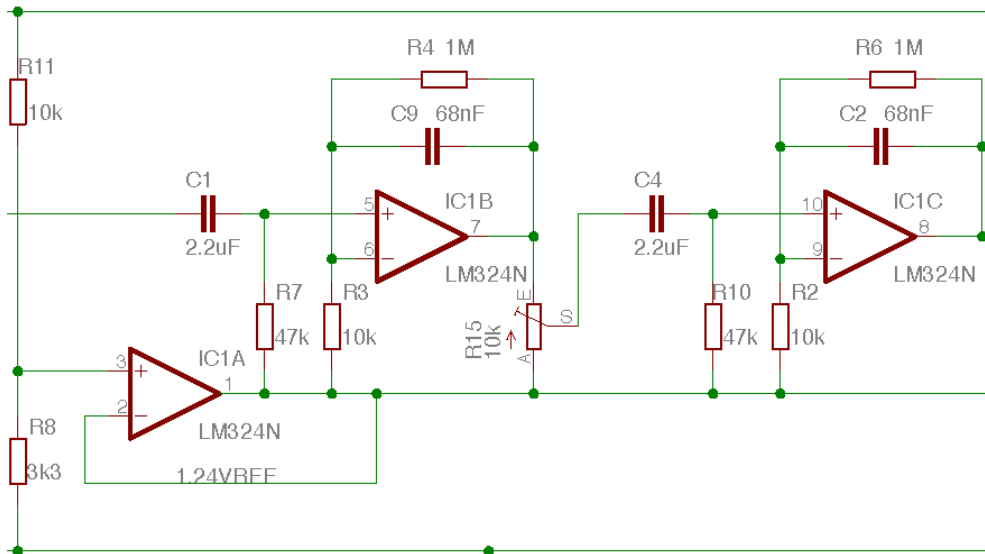 R4 1M
R6 1M
R11
10k
C9 68nF
C2 68nF
C1
2.2uF
5
+
6
−
IC1B
7
LM324N
C4
2.2uF
10
+
9
−
IC1C
8
LM324N
R7
47k
R3
10k
E
S
A
R15
10k
R10
47k
R2
10k
IC1A
3
+
2
−
1
LM324N
R8
3k3
1.24VREF